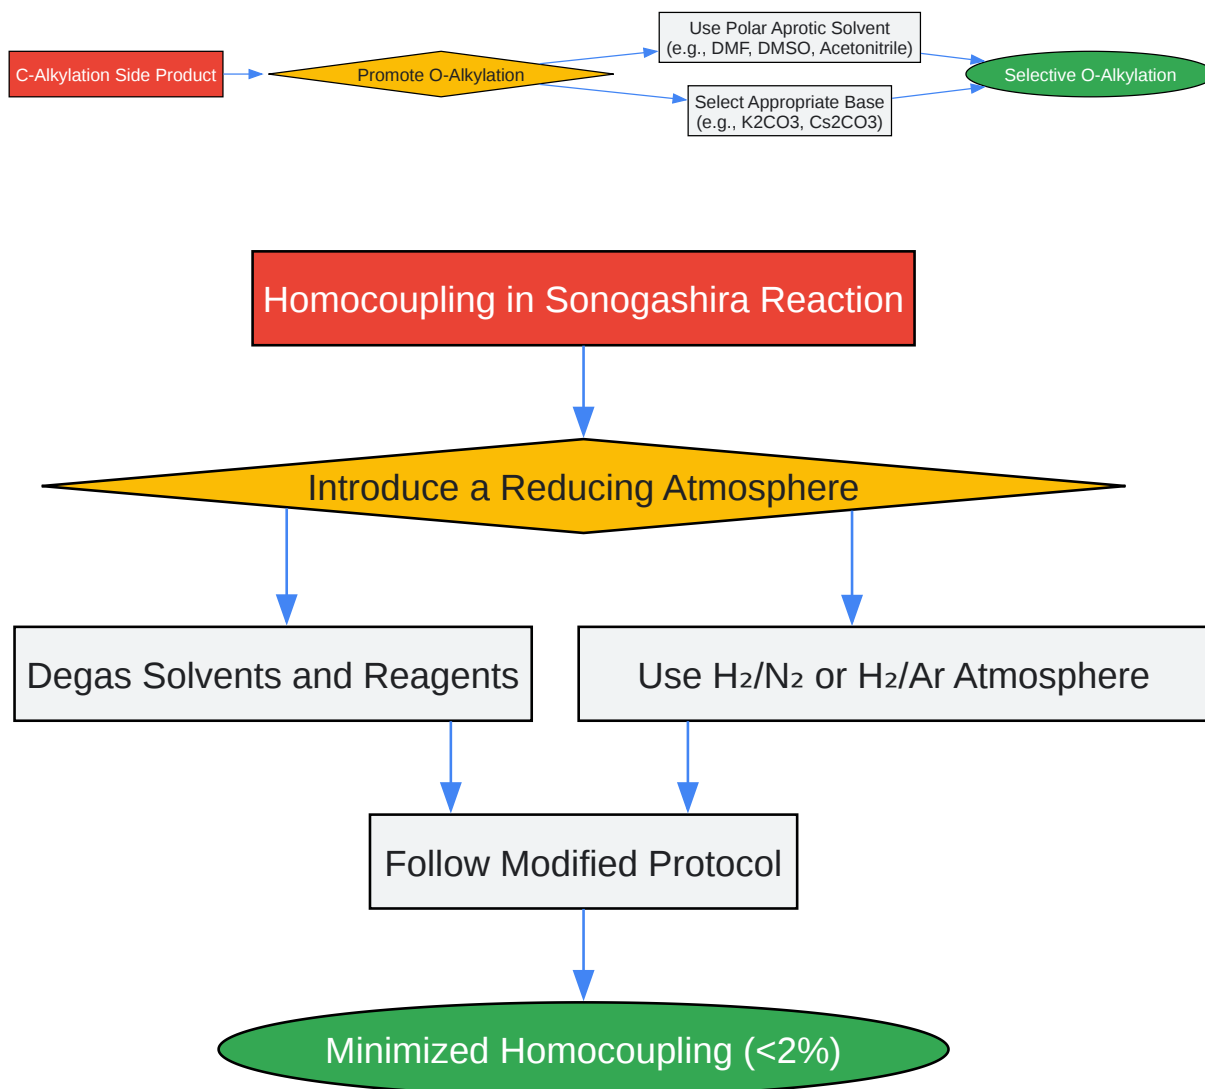 C-Alkylation Side Product
Promote O-Alkylation
Use Polar Aprotic Solvent
(e.g., DMF, DMSO, Acetonitrile)
Select Appropriate Base
(e.g., K2CO3, Cs2CO3)
Selective O-Alkylation
Homocoupling in Sonogashira Reaction
Introduce a Reducing Atmosphere
Degas Solvents and Reagents
Use H₂/N₂ or H₂/Ar Atmosphere
Follow Modified Protocol
Minimized Homocoupling (<2%)